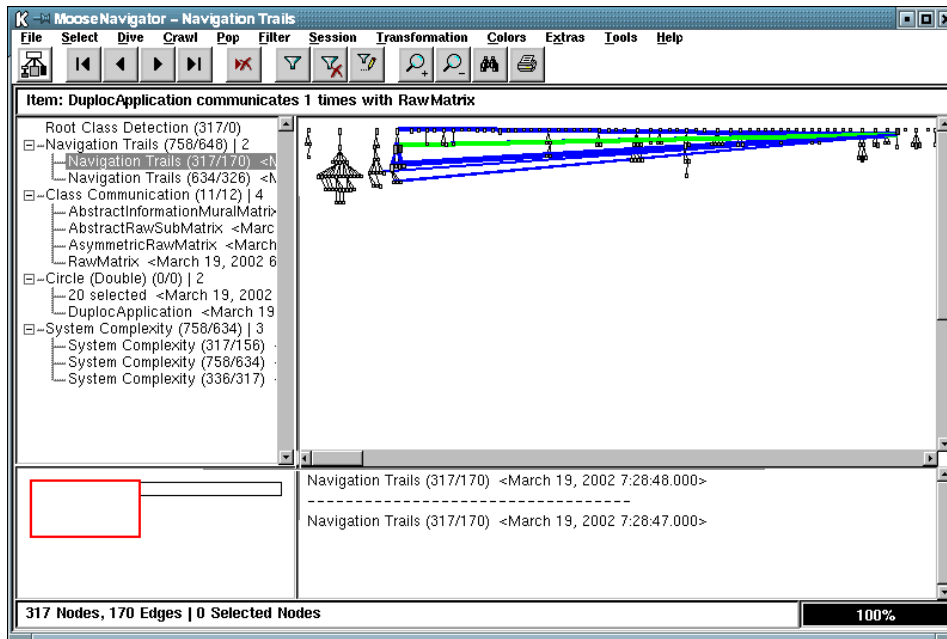 MooseNavigator – Navigation Trails
File Select Dive Crawl Pop Filter Session Transformation Colors Extras Tools Help
Item: DuplocApplication communicates 1 times with RawMatrix
Root Class Detection (317/0)
Navigation Trails (758/648) | 2
Navigation Trails (317/170) <M
Navigation Trails (634/326) <M
Class Communication (11/12) | 4
AbstractInformationMuralMatrix
AbstractRawSubMatrix <Marc
AsymmetricRawMatrix <March
RawMatrix <March 19, 2002 6
Circle (Double) (0/0) | 2
20 selected <March 19, 2002
DuplocApplication <March 19
System Complexity (758/634) | 3
System Complexity (317/156)
System Complexity (758/634)
System Complexity (336/317)
Navigation Trails (317/170) <March 19, 2002 7:28:48.000>
- - - - - - - - - - - - - - - - - - - - - - - - - - - - - - - - - - -
Navigation Trails (317/170) <March 19, 2002 7:28:47.000>
317 Nodes, 170 Edges | 0 Selected Nodes
100%